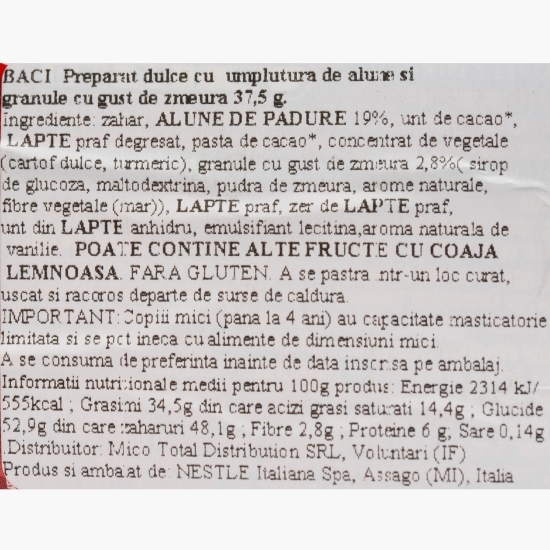 BACI Preparat dulce cu umplutura de alune si
granule cu gust de zmeura 37,5 g.
Ingrediente: zahar, ALUNE DE PADURE 19%, unt de cacao*,
LAPTE praf degresat, pasta de cacao*, concentrat de vegetale
(cartof dulce, turmeric), granule cu gust de zmeura 2,8%( sirop
de glucoza, maltodextrina, pudra de zmeura, arome naturale,
fibre vegetale (mar)), LAPTE praf, zer de LAPTE praf,
unt din LAPTE anhidru, emulsifiant lecitina,aroma naturala de
vanilie. POATE CONTINE ALTE FRUCTE CU COAJA
LEMNOASA. FARA GLUTEN. A se pastra intr-un loc curat,
uscat si racoros departe de surse de caldura.
IMPORTANT: Copiii mici (pana la 4 ani) au capacitate masticatorie
limitata si se pot ineca cu alimente de dimensiuni mici.
A se consuma de preferinta inainte de data inscrisa pe ambalaj.
Informatii nutritionale medii pentru 100g produs: Energie 2314 kJ/
555kcal ; Grasimi 34,5g din care acizi grasi saturati 14,4g ; Glucide
52,9g din care zaharuri 48,1g ; Fibre 2,8g ; Proteine 6 g; Sare 0,14g
.Distribuitor: Mico Total Distribution SRL, Voluntari (IF)
Produs si ambalat de: NESTLE Italiana Spa, Assago (MI), Italia